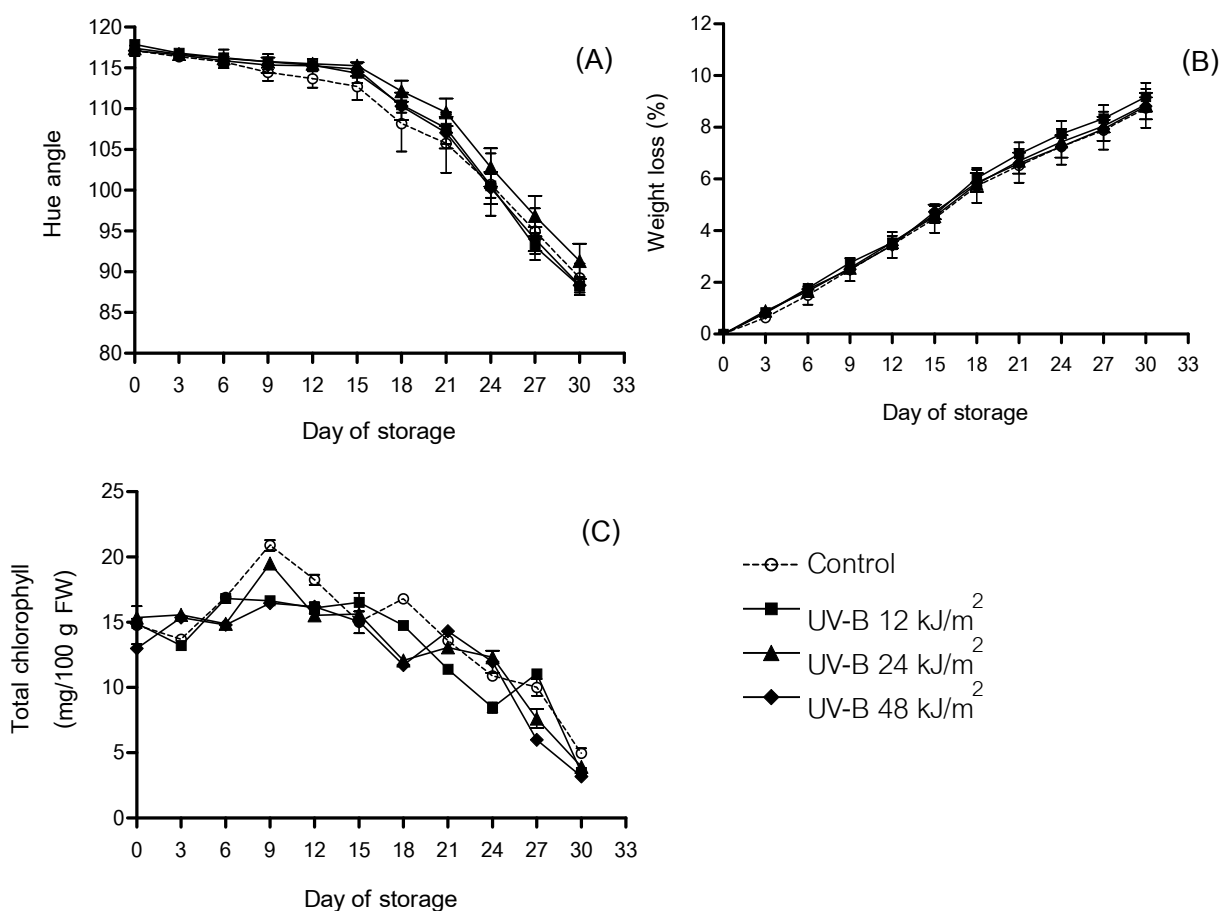 120
115
110
105
100
95
90
85
80
Hue angle
(A)
0 3 6 9 12 15 18 21 24 27 30 33
Day of storage
12
10
8
6
4
2
0
Weight loss (%)
(B)
0 3 6 9 12 15 18 21 24 27 30 33
Day of storage
25
20
15
10
5
0
Total chlorophyll
(mg/100 g FW)
(C)
0 3 6 9 12 15 18 21 24 27 30 33
Day of storage
Control
UV-B 12 kJ/m²
UV-B 24 kJ/m²
UV-B 48 kJ/m²